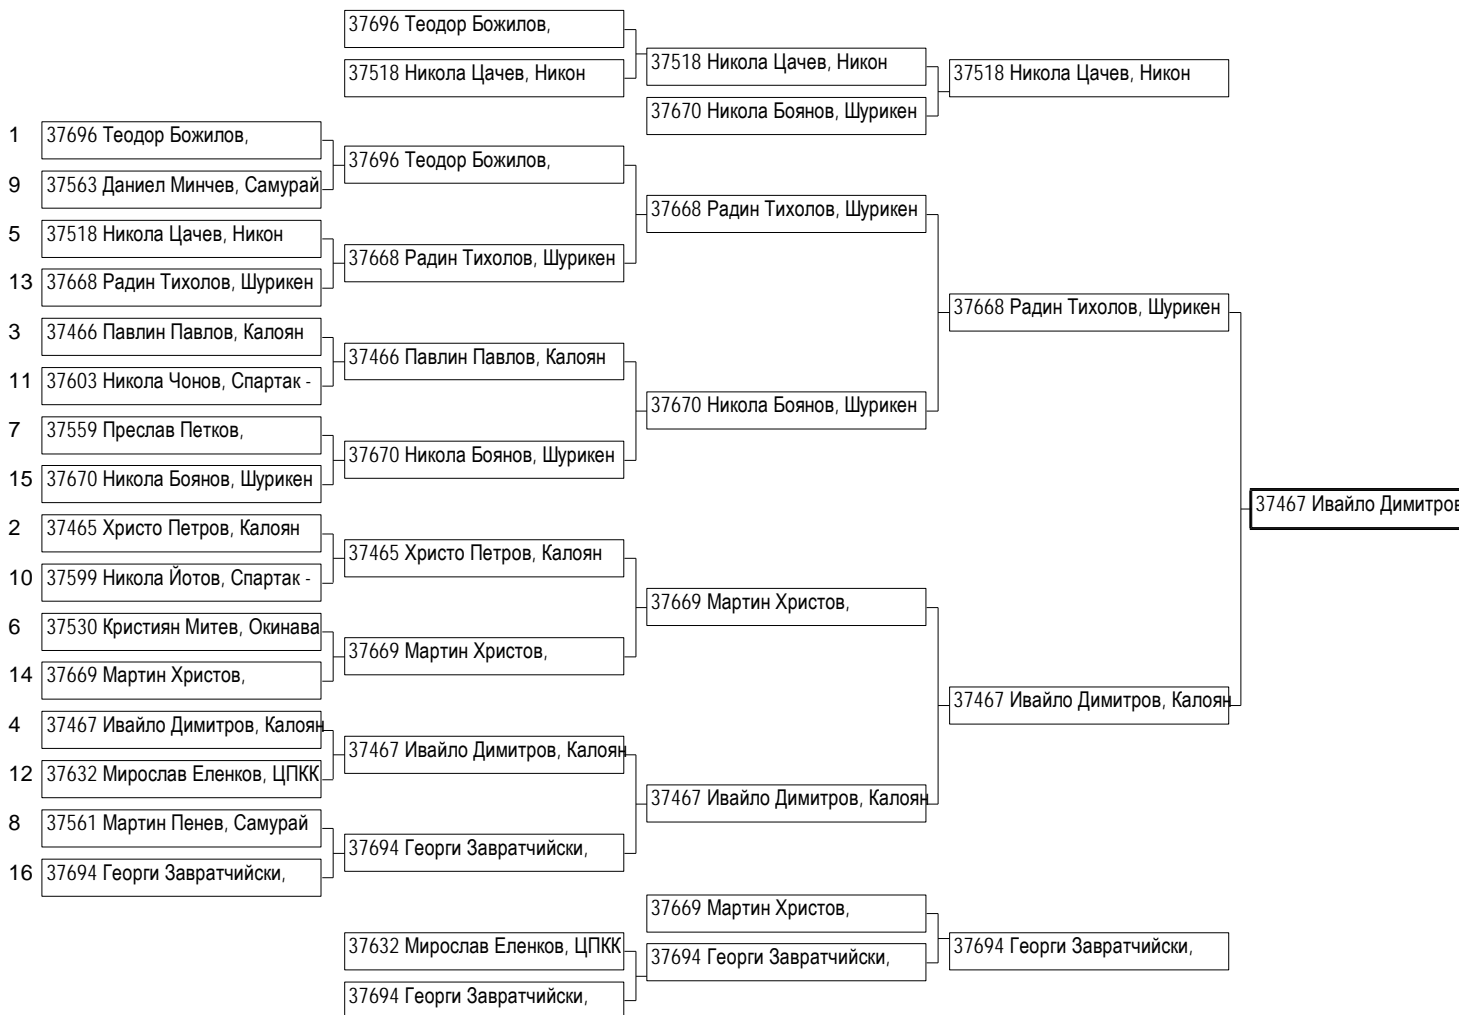 37696 Теодор Божилов,
37518 Никола Цачев, Никон
37518 Никола Цачев, Никон
37518 Никола Цачев, Никон
37670 Никола Боянов, Шурикен
1 37696 Теодор Божилов,
37696 Теодор Божилов,
9 37563 Даниел Минчев, Самурай
37668 Радин Тихолов, Шурикен
5 37518 Никола Цачев, Никон
37668 Радин Тихолов, Шурикен
13 37668 Радин Тихолов, Шурикен
37668 Радин Тихолов, Шурикен
3 37466 Павлин Павлов, Калоян
37466 Павлин Павлов, Калоян
11 37603 Никола Чонов, Спартак -
37670 Никола Боянов, Шурикен
7 37559 Преслав Петков,
37670 Никола Боянов, Шурикен
15 37670 Никола Боянов, Шурикен
37467 Ивайло Димитров
2 37465 Христо Петров, Калоян
37465 Христо Петров, Калоян
10 37599 Никола Йотов, Спартак -
37669 Мартин Христов,
6 37530 Кристиян Митев, Окинава
37669 Мартин Христов,
14 37669 Мартин Христов,
37467 Ивайло Димитров, Калоян
4 37467 Ивайло Димитров, Калоян
37467 Ивайло Димитров, Калоян
12 37632 Мирослав Еленков, ЦПКК
37467 Ивайло Димитров, Калоян
8 37561 Мартин Пенев, Самурай
37694 Георги Завратчийски,
16 37694 Георги Завратчийски,
37669 Мартин Христов,
37632 Мирослав Еленков, ЦПКК
37694 Георги Завратчийски,
37694 Георги Завратчийски,
37694 Георги Завратчийски,